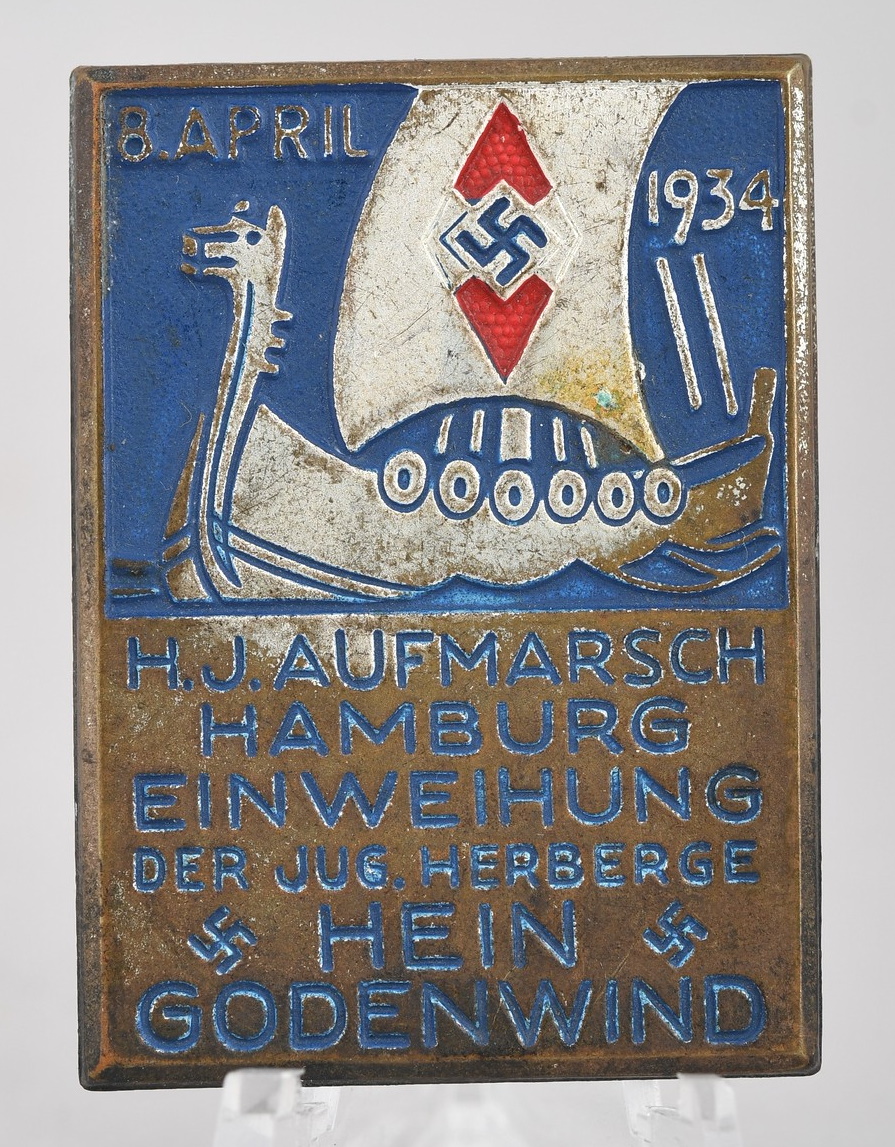 8.APRIL
1934
H.J.AUFMARSCH
HAMBURG
EINWEIHUNG
DER JUG.HERBERGE
HEIN
GODENWIND